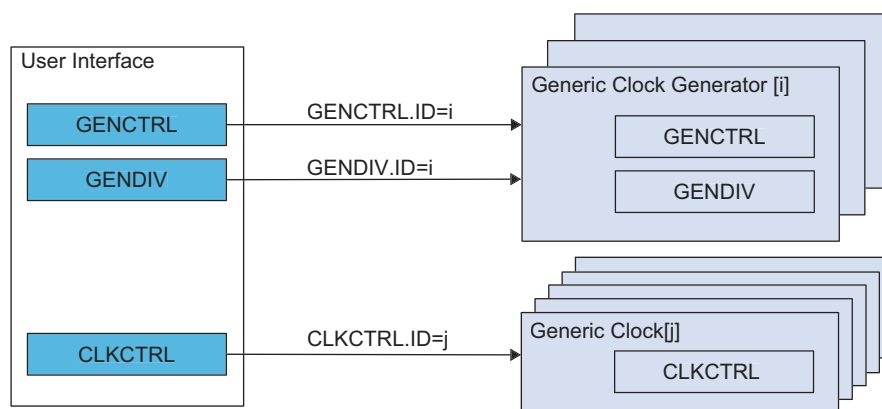 User Interface
GENCTRL
GENDIV
CLKCTRL
GENCTRL.ID=i
GENDIV.ID=i
CLKCTRL.ID=j
Generic Clock Generator [i]
GENCTRL
GENDIV
Generic Clock[j]
CLKCTRL